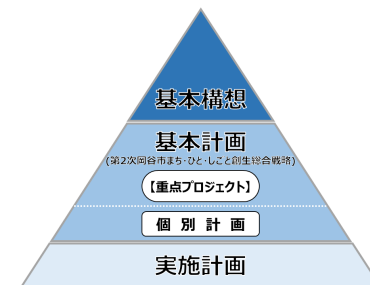 基本構想
基本計画
(第2次岡谷市まち・ひと・しごと創生総合戦略)
【重点プロジェクト】
個別計画
実施計画